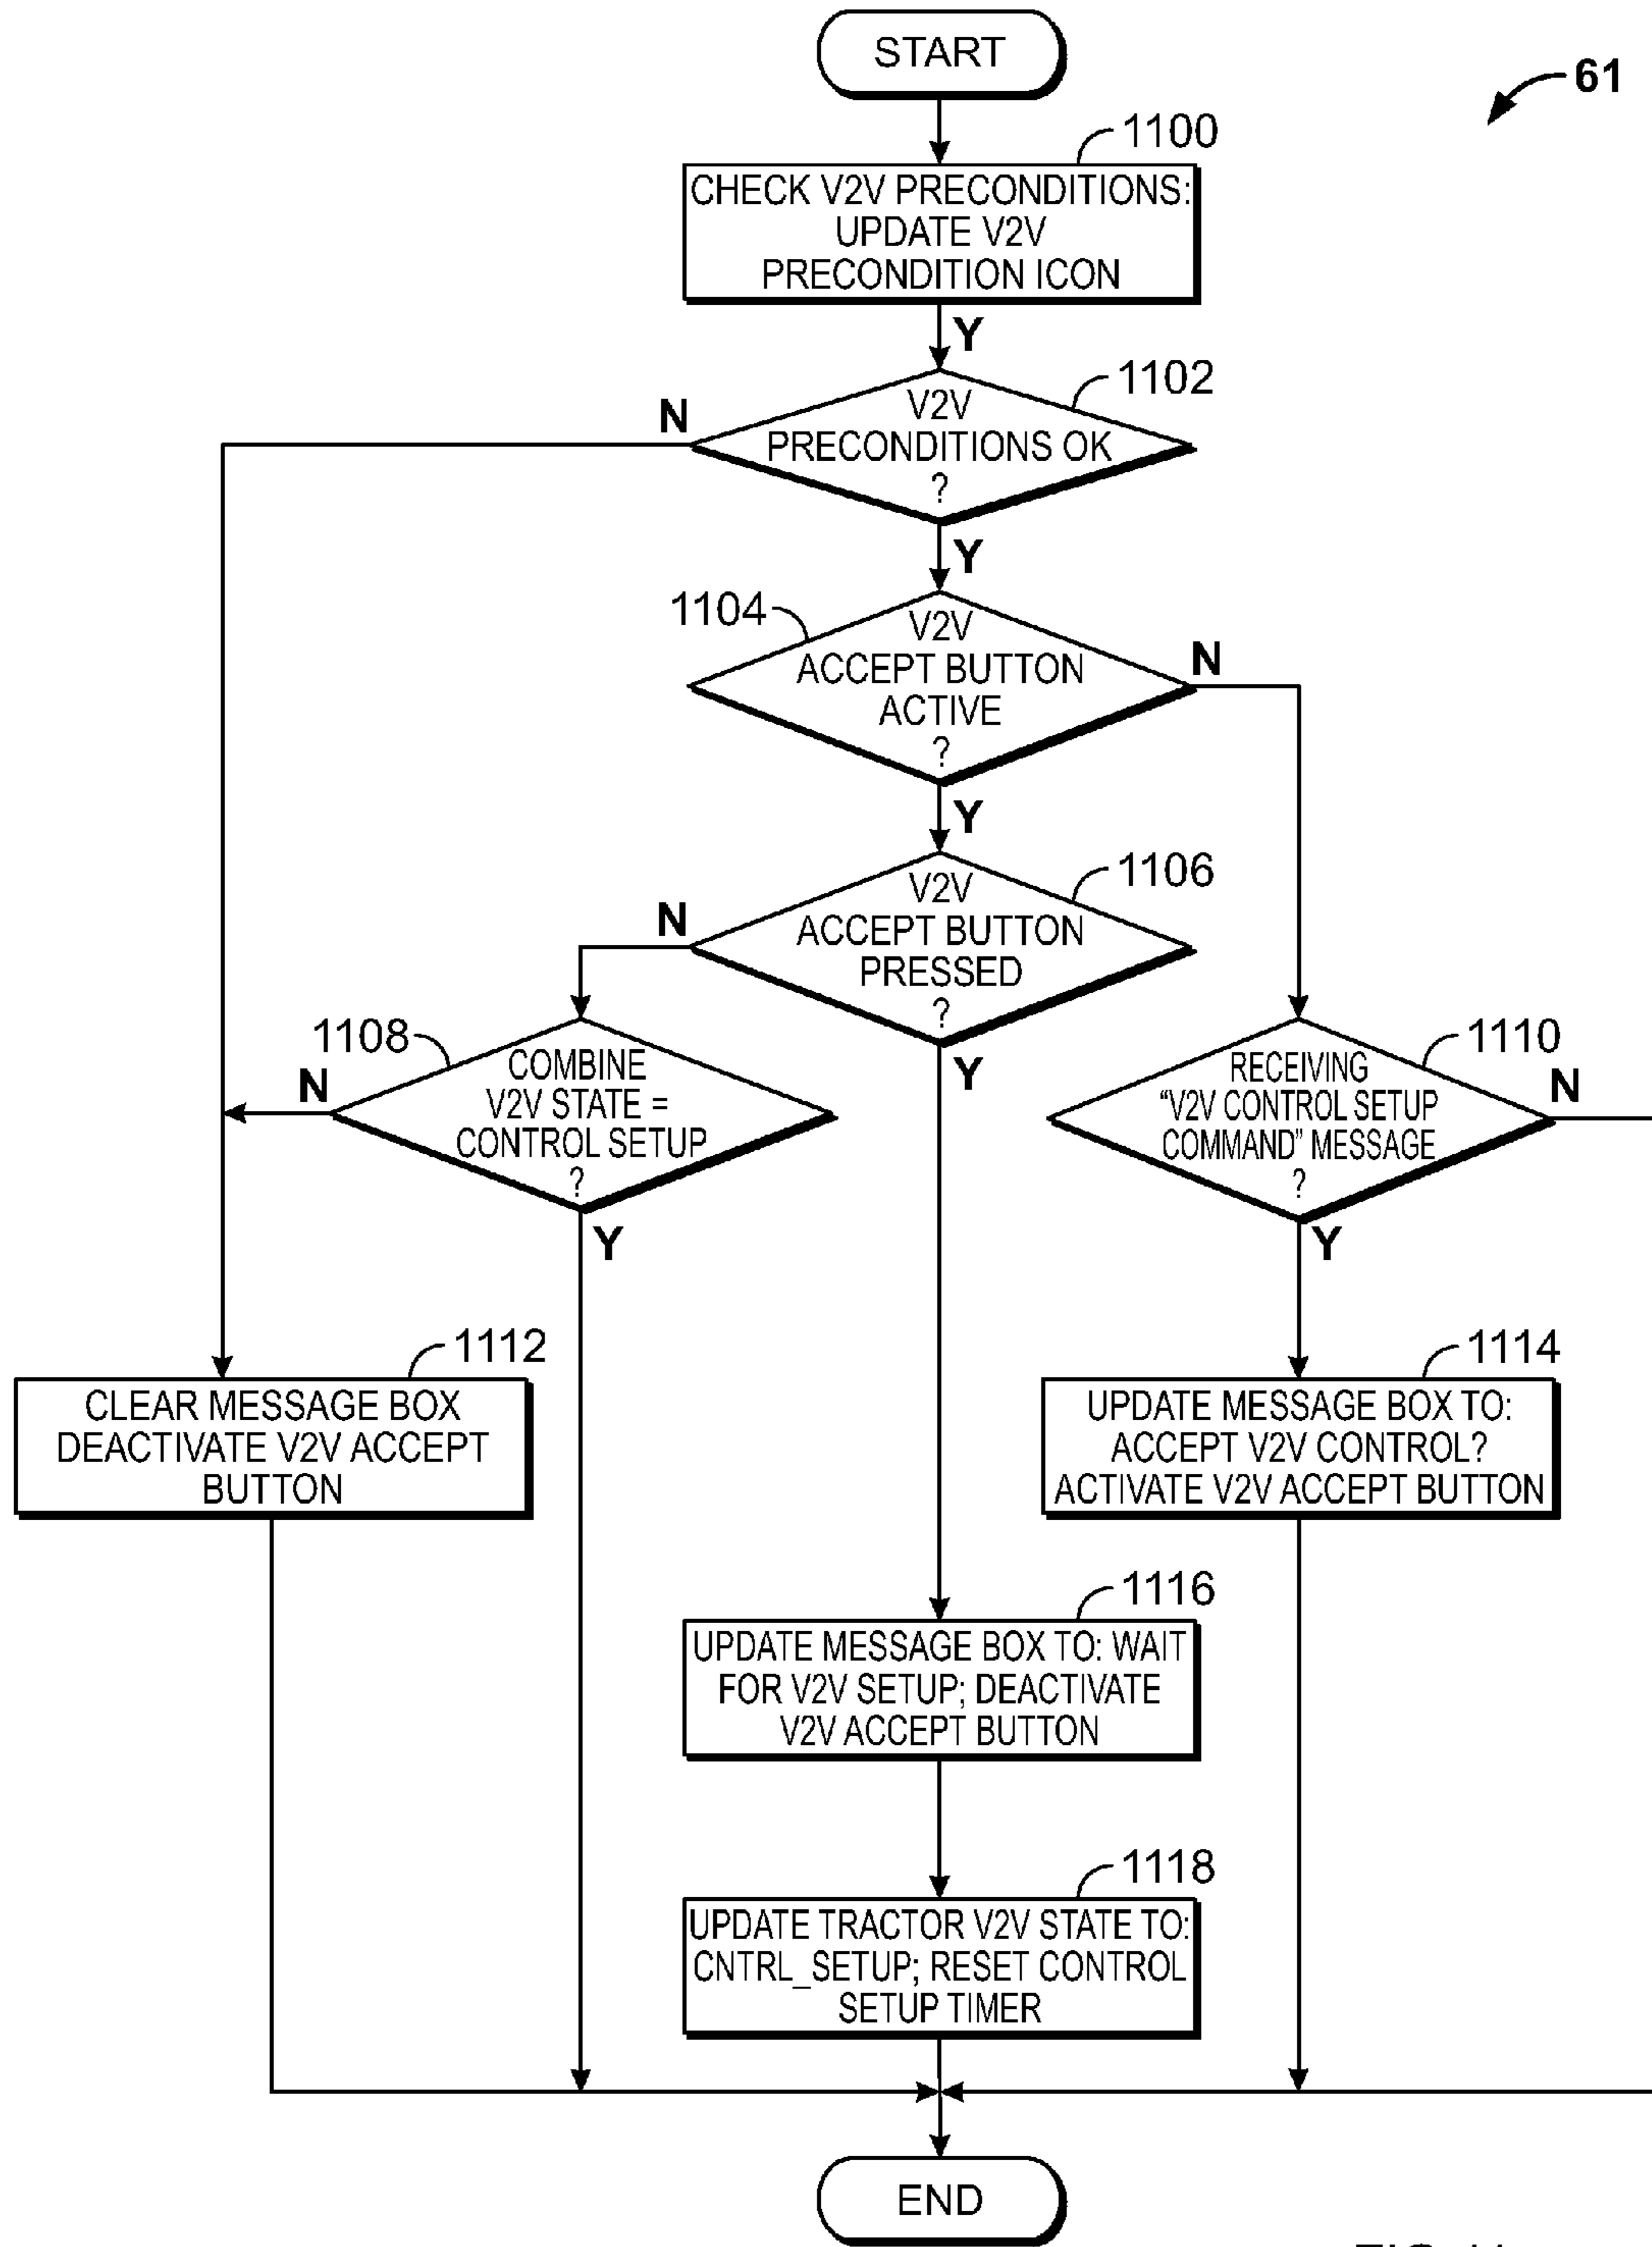 START
61
1100
CHECK V2V PRECONDITIONS:
UPDATE V2V
PRECONDITION ICON
Y
1102
N
V2V
PRECONDITIONS OK
?
Y
1104
V2V
ACCEPT BUTTON
ACTIVE
?
N
Y
1106
V2V
ACCEPT BUTTON
PRESSED
?
N
Y
1108
COMBINE
V2V STATE =
CONTROL SETUP
?
N
Y
1110
RECEIVING
“V2V CONTROL SETUP
COMMAND” MESSAGE
?
N
Y
1112
CLEAR MESSAGE BOX
DEACTIVATE V2V ACCEPT
BUTTON
1114
UPDATE MESSAGE BOX TO:
ACCEPT V2V CONTROL?
ACTIVATE V2V ACCEPT BUTTON
1116
UPDATE MESSAGE BOX TO: WAIT
FOR V2V SETUP; DEACTIVATE
V2V ACCEPT BUTTON
1118
UPDATE TRACTOR V2V STATE TO:
CNTRL_SETUP; RESET CONTROL
SETUP TIMER
END